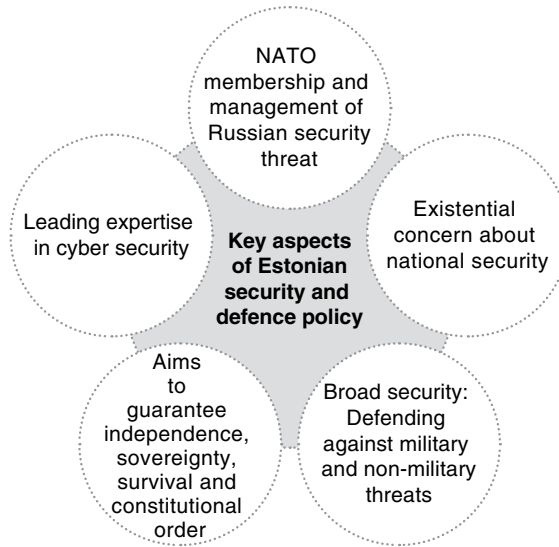 NATO
membership and
management of
Russian security
threat
Leading expertise
in cyber security
Key aspects
of Estonian
security and
defence policy
Existential
concern about
national security
Aims
to
guarantee
independence,
sovereignty,
survival and
constitutional
order
Broad security:
Defending
against military
and non-military
threats